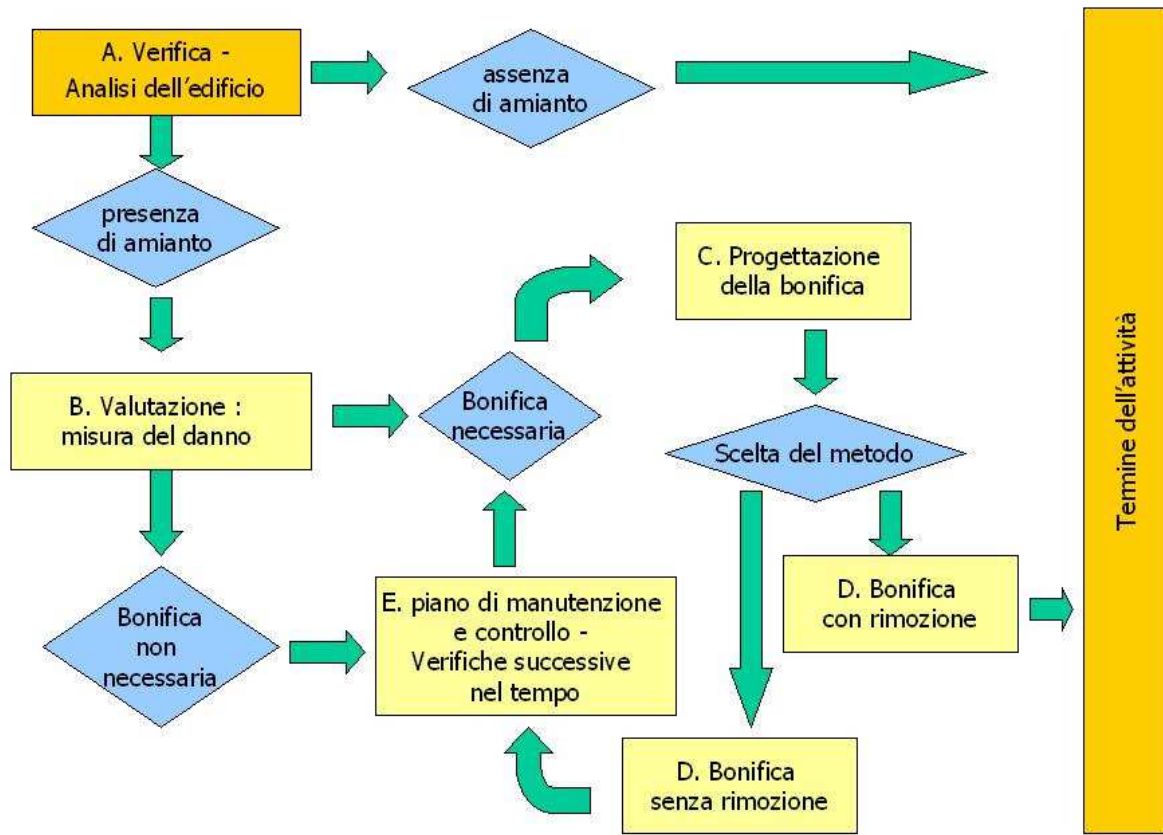 A. Verifica -
Analisi dell'edificio
assenza
di amianto
presenza
di amianto
C. Progettazione
della bonifica
B. Valutazione :
misura del danno
Bonifica
necessaria
Scelta del metodo
Bonifica
non
necessaria
E. piano di manutenzione
e controllo -
Verifiche successive
nel tempo
D. Bonifica
con rimozione
D. Bonifica
senza rimozione
Termine dell'attività